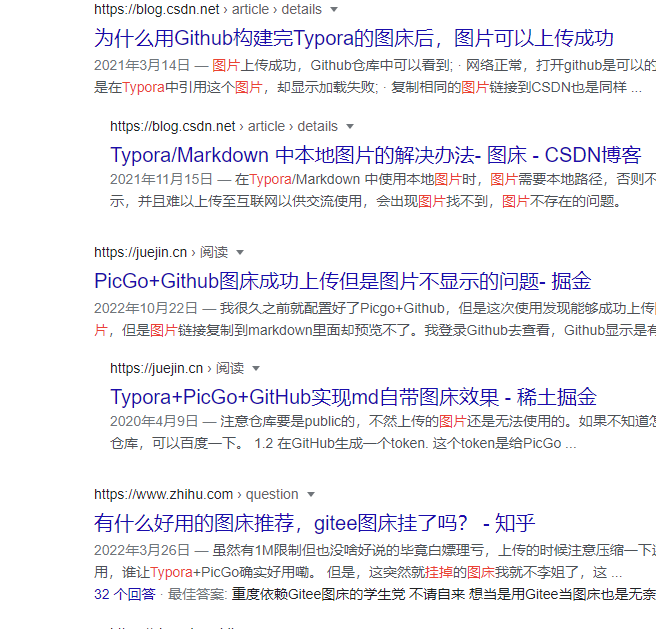 https://blog.csdn.net › article › details
为什么用Github构建完Typora的图床后，图片可以上传成功
2021年3月14日 — 图片上传成功，Github仓库中可以看到; · 网络正常，打开github是可以的
是在Typora中引用这个图片，却显示加载失败; · 复制相同的图片链接到CSDN也是同样 ...
https://blog.csdn.net › article › details
Typora/Markdown 中本地图片的解决办法- 图床 - CSDN博客
2021年11月15日 — 在Typora/Markdown 中使用本地图片时，图片需要本地路径，否则不
示，并且难以上传至互联网以供交流使用，会出现图片找不到，图片不存在的问题。
https://juejin.cn › 阅读
PicGo+Github图床成功上传但是图片不显示的问题- 掘金
2022年10月22日 — 我很久之前就配置好了Picgo+Github，但是这次使用发现能够成功上传
片，但是图片链接复制到markdown里面却预览不了。我登录Github去查看，Github显示是有
https://juejin.cn › 阅读
Typora+PicGo+GitHub实现md自带图床效果 - 稀土掘金
2020年4月9日 — 注意仓库要是public的，不然上传的图片还是无法使用的。如果不知道怎
仓库，可以百度一下。 1.2 在GitHub生成一个token. 这个token是给PicGo ...
https://www.zhihu.com › question
有什么好用的图床推荐，gitee图床挂了吗？ - 知乎
2022年3月26日 — 虽然有1M限制但也没啥好说的毕竟白嫖理亏，上传的时候注意压缩一下
用，谁让Typora+PicGo确实好用嘞。 但是，这突然就挂掉的图床我就不李姐了，这 ...
32 个回答 · 最佳答案: 重度依赖Gitee图床的学生党 不请自来 想当是用Gitee当图床也是无奈